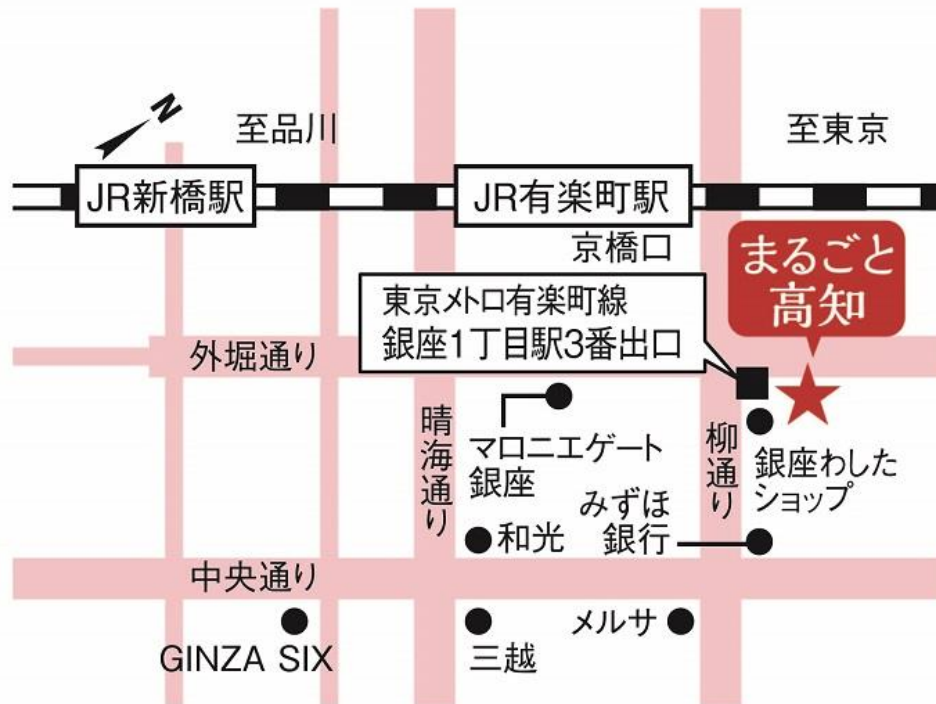 N
至品川
至東京
JR新橋駅
JR有楽町駅
京橋口
まるごと
高知
東京メトロ有楽町線
銀座1丁目駅3番出口
外堀通り
晴海通り
マロニエゲート
銀座
柳通り
銀座わした
ショップ
みずほ
銀行
和光
中央通り
GINZA SIX
三越
メルサ